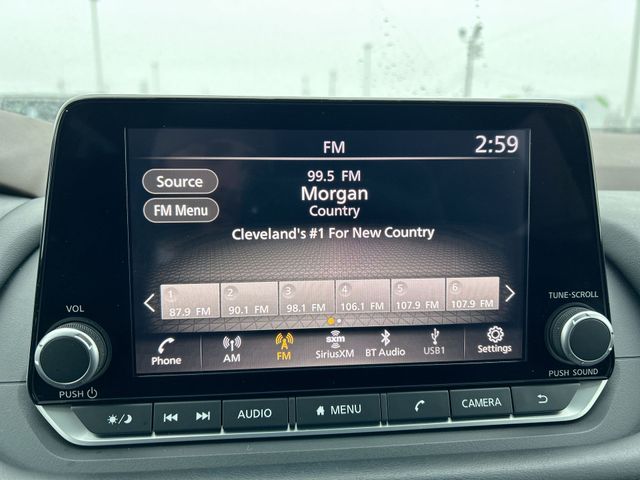 FM 2:59
Source
FM Menu
99.5 FM
Morgan
Country
Cleveland's #1 For New Country
1 2 3 4 5 6
87.9 FM 90.1 FM 98.1 FM 106.1 FM 107.9 FM 107.9 FM
Phone AM FM sxm SiriusXM BT Audio USB1 Settings
VOL
PUSH
TUNE·SCROLL
PUSH SOUND
AUDIO MENU CAMERA